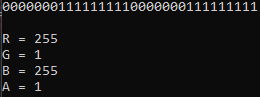 00000001111111110000000111111111
R = 255
G = 1
B = 255
A = 1